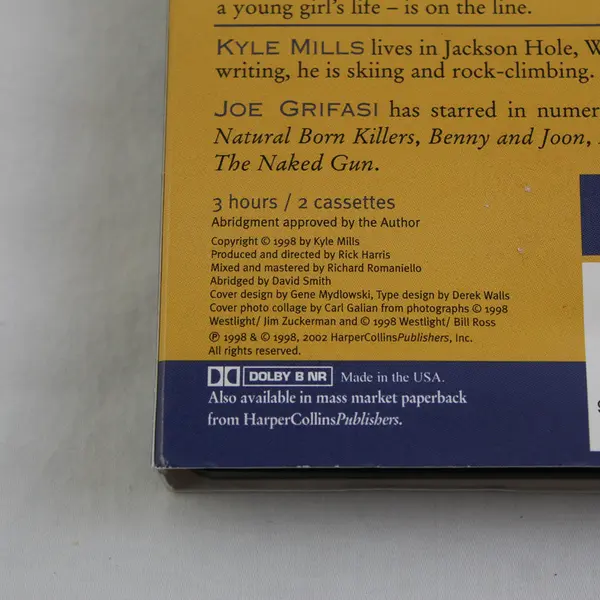 a young girl's life – is on the line.
KYLE MILLS lives in Jackson Hole, W
writing, he is skiing and rock-climbing.
JOE GRIFASI has starred in numer
Natural Born Killers, Benny and Joon,
The Naked Gun.
3 hours / 2 cassettes
Abridgment approved by the Author
Copyright © 1998 by Kyle Mills
Produced and directed by Rick Harris
Mixed and mastered by Richard Romaniello
Abridged by David Smith
Cover design by Gene Mydlowski, Type design by Derek Walls
Cover photo collage by Carl Galian from photographs © 1998
Westlight/ Jim Zuckerman and © 1998 Westlight/ Bill Ross
℗ 1998 & © 1998, 2002 HarperCollinsPublishers, Inc.
All rights reserved.
DOLBY B NR Made in the USA.
Also available in mass market paperback
from HarperCollinsPublishers.